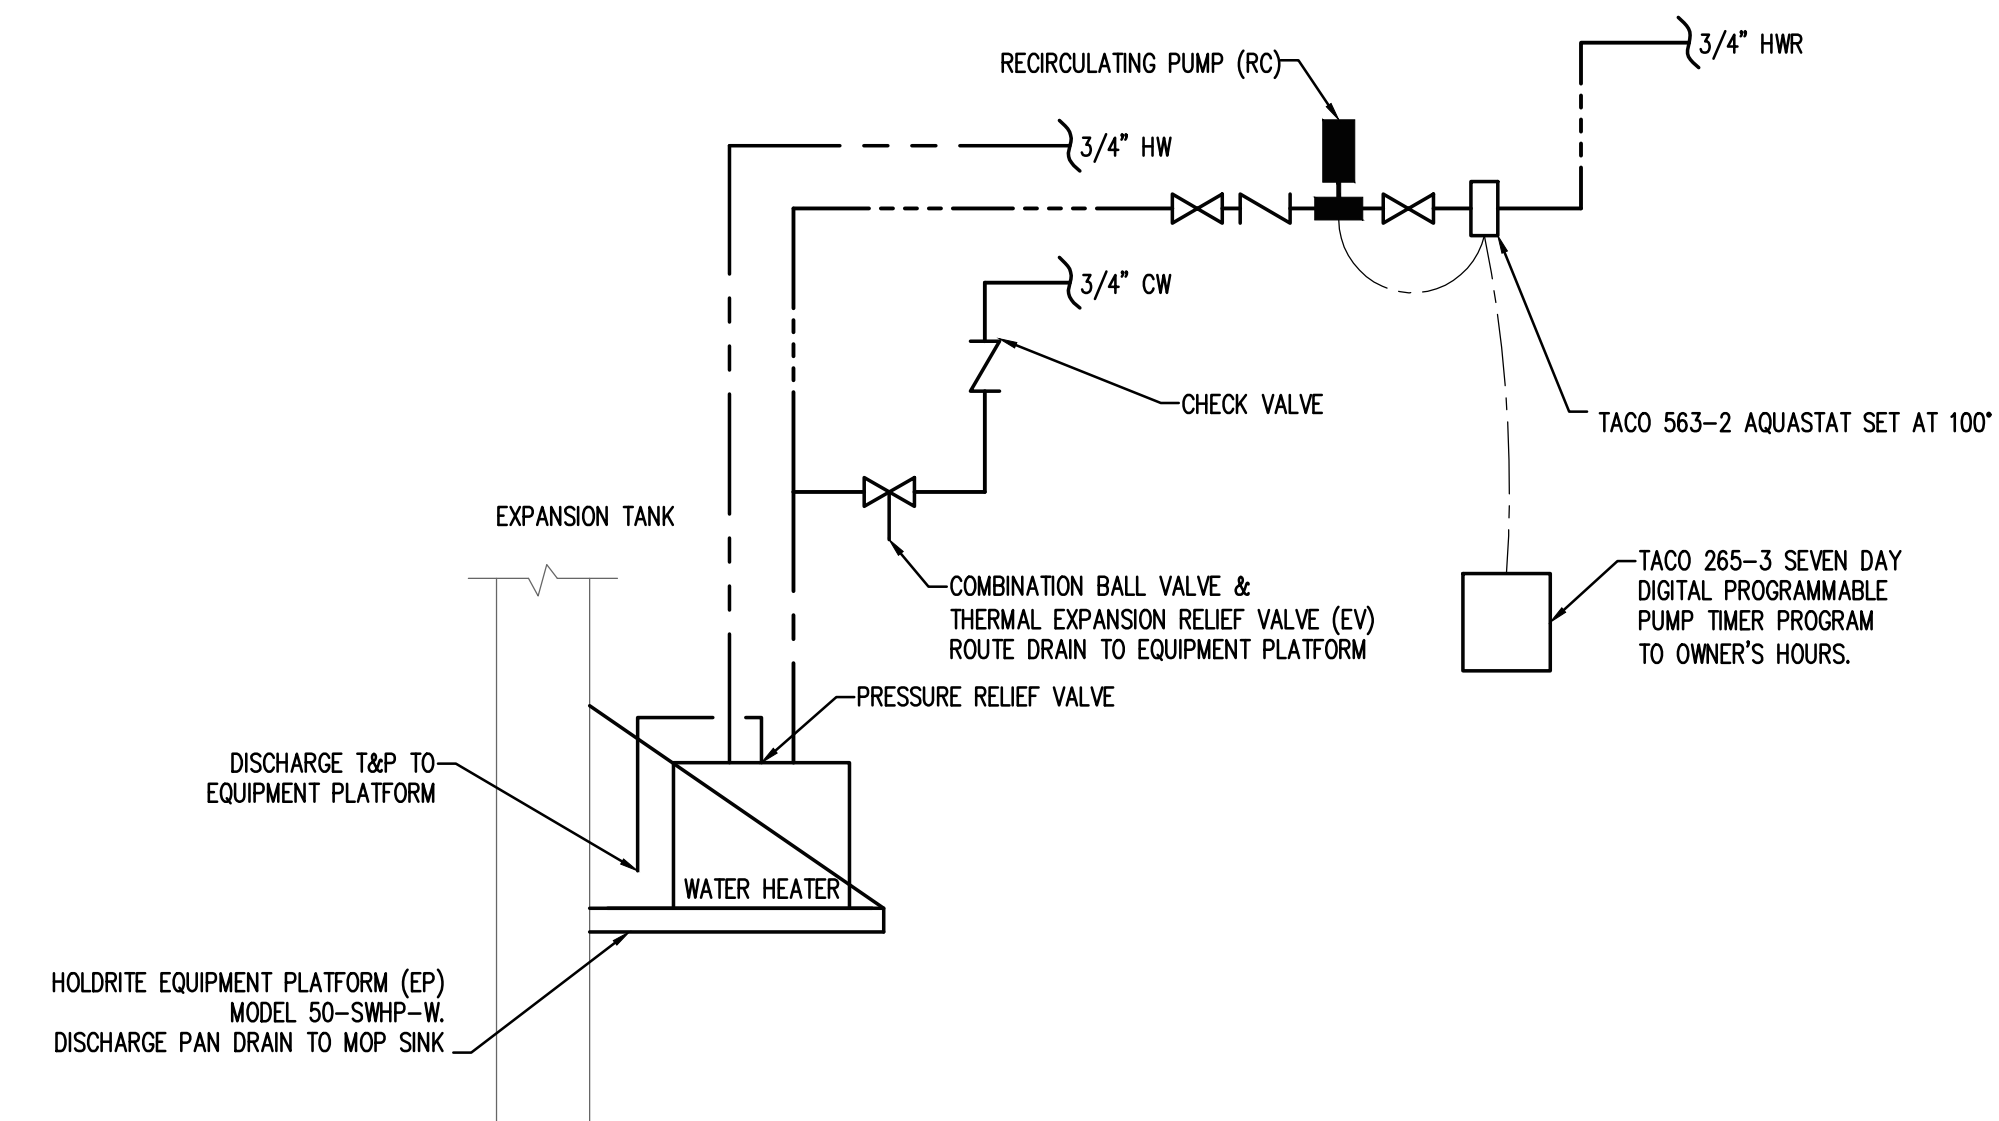 3/4" HWR
RECIRCULATING PUMP (RC)
3/4" HW
3/4" CW
CHECK VALVE
TACO 563-2 AQUASTAT SET AT 100°
EXPANSION TANK
COMBINATION BALL VALVE &
THERMAL EXPANSION RELIEF VALVE (EV)
ROUTE DRAIN TO EQUIPMENT PLATFORM
TACO 265-3 SEVEN DAY
DIGITAL PROGRAMMABLE
PUMP TIMER PROGRAM
TO OWNER'S HOURS.
PRESSURE RELIEF VALVE
DISCHARGE T&P TO
EQUIPMENT PLATFORM
WATER HEATER
HOLDRITE EQUIPMENT PLATFORM (EP)
MODEL 50-SWHP-W.
DISCHARGE PAN DRAIN TO MOP SINK